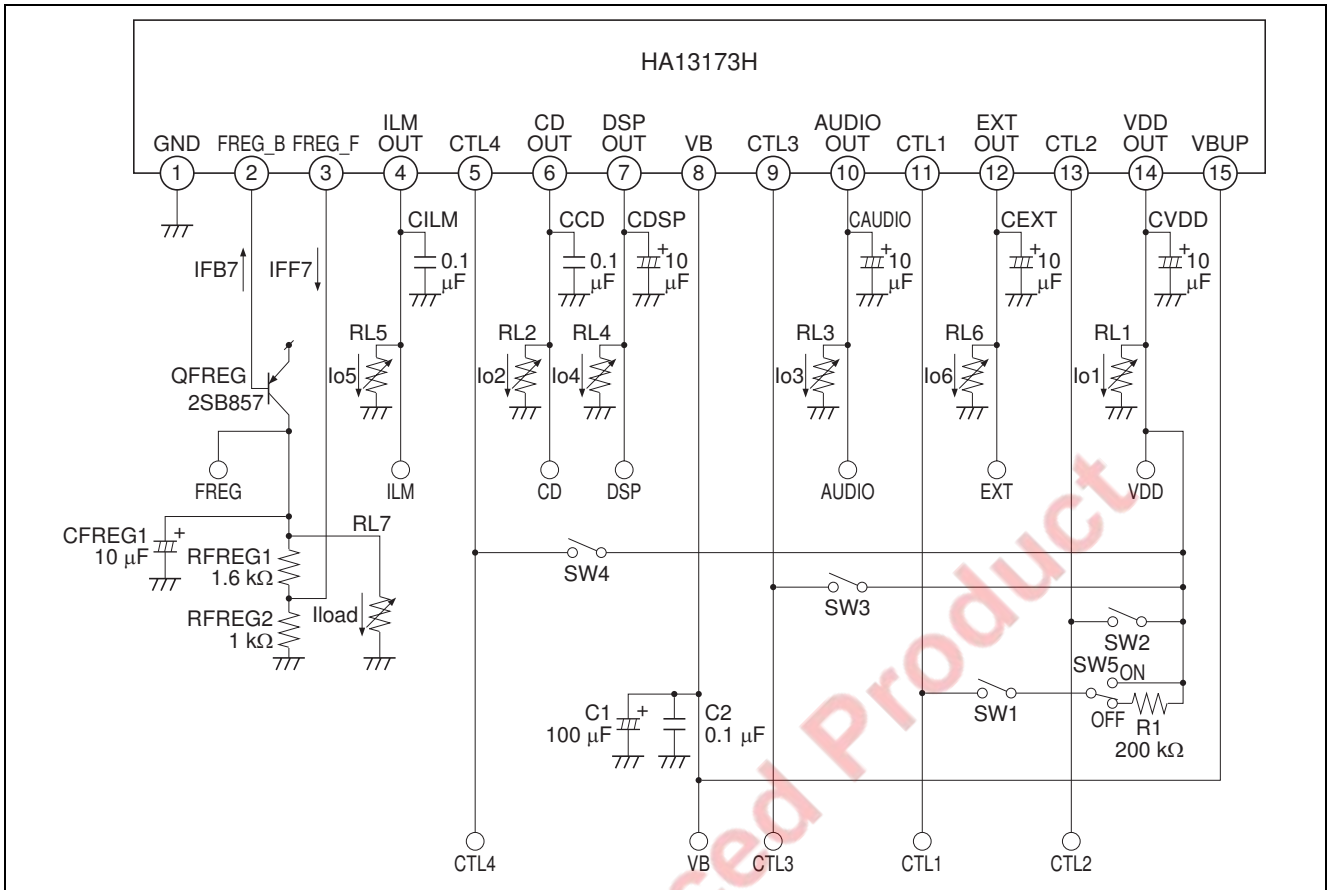 HA13173H
GND FREG_B FREG_F ILM OUT CTL4 CD OUT DSP OUT VB CTL3 AUDIO OUT CTL1 EXT OUT CTL2 VDD OUT VBUP
1 2 3 4 5 6 7 8 9 10 11 12 13 14 15
CILM CCD CDSP CAUDIO CEXT CVDD
IFB7 IFF7
0.1 μF
0.1 μF
+ 10 μF
+ 10 μF
+ 10 μF
+ 10 μF
RL5 RL2 RL4 RL3 RL6 RL1
Io5 Io2 Io4 Io3 Io6 Io1
QFREG
2SB857
FREG ILM CD DSP AUDIO EXT VDD
CFREG1 +
10 μF
RL7
RFREG1
1.6 kΩ
RFREG2
1 kΩ
Iload
SW4
SW3
SW2
SW5 ON
OFF
SW1
R1
200 kΩ
C1 +
100 μF
C2
0.1 μF
CTL4 VB CTL3 CTL1 CTL2
ced Product